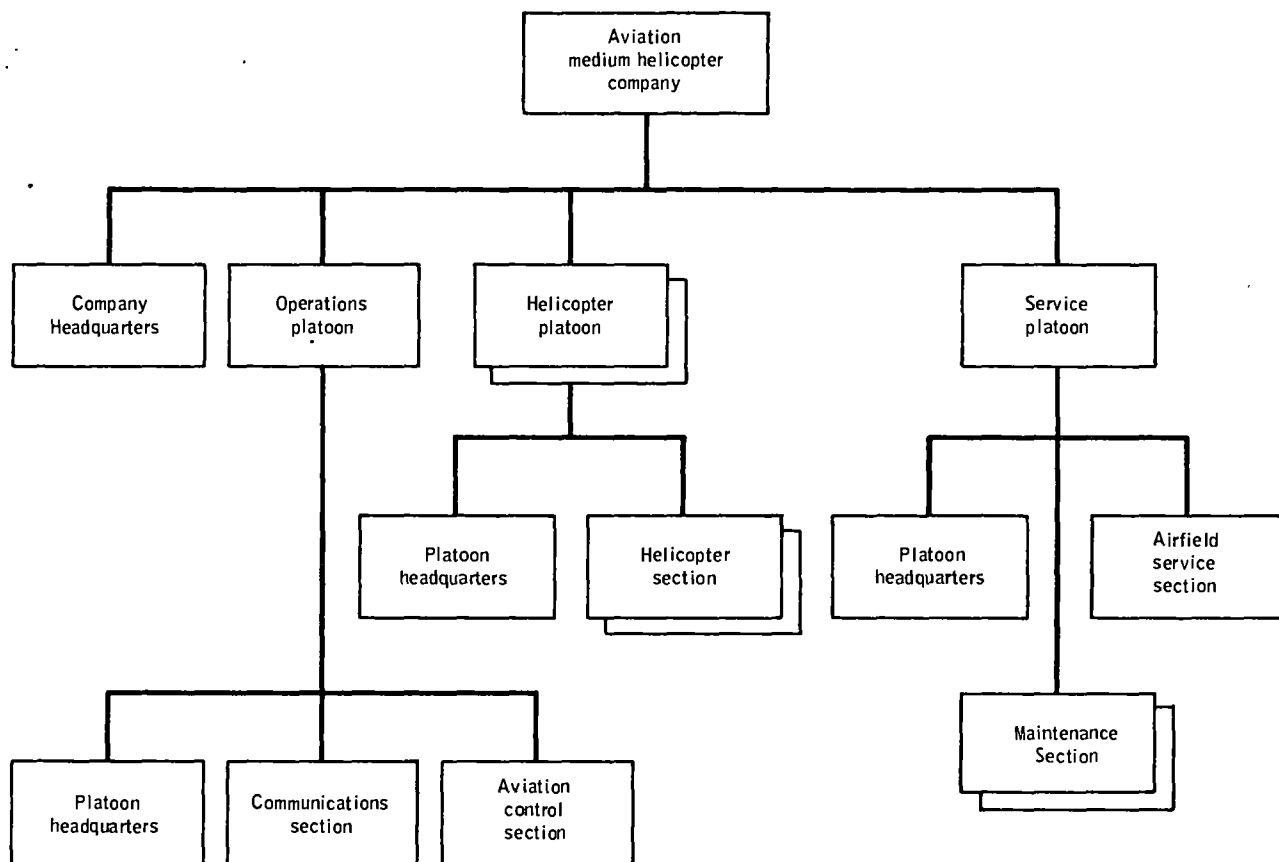 Aviation
medium helicopter
company
Company
Headquarters
Operations
platoon
Helicopter
platoon
Service
platoon
Platoon
headquarters
Helicopter
section
Platoon
headquarters
Airfield
service
section
Maintenance
Section
Platoon
headquarters
Communications
section
Aviation
control
section